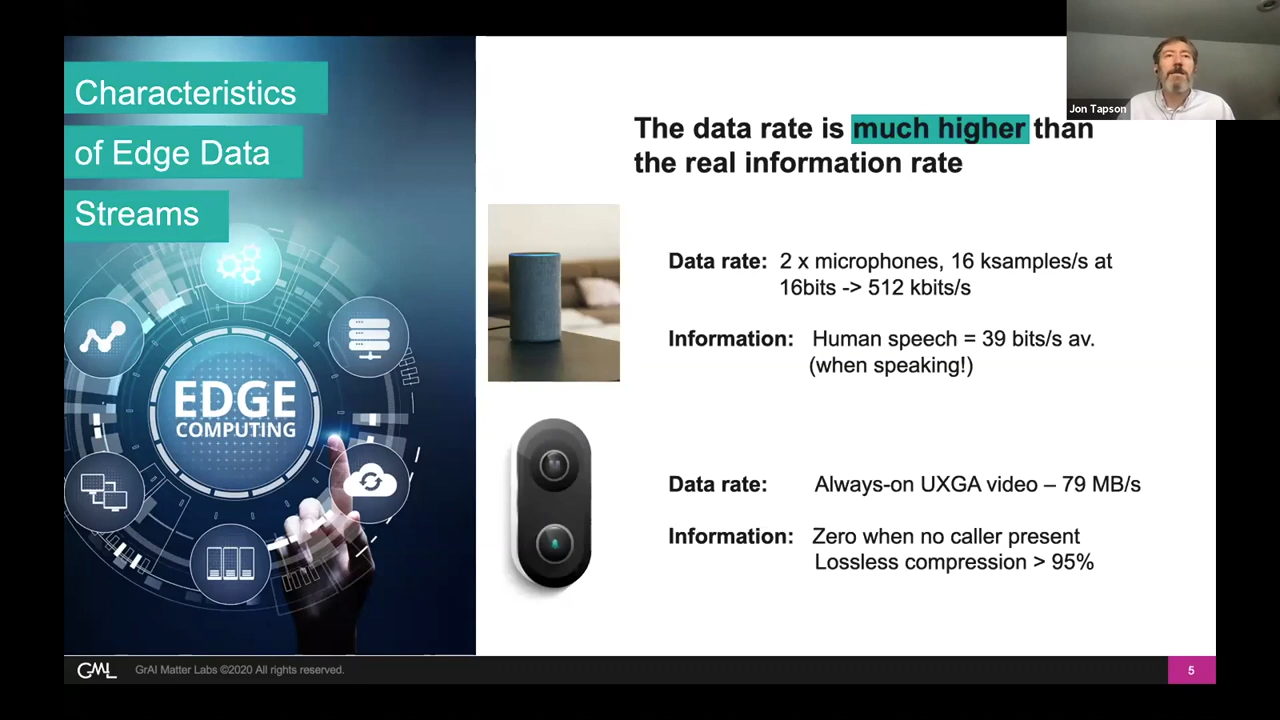 Characteristics
of Edge Data
Streams
EDGE
COMPUTING
The data rate is much higher than
the real information rate
Jon Tapson
Data rate: 2 x microphones, 16 ksamples/s at
16bits -> 512 kbits/s
Information: Human speech = 39 bits/s av.
(when speaking!)
Data rate: Always-on UXGA video – 79 MB/s
Information: Zero when no caller present
Lossless compression > 95%
GML
GrAI Matter Labs ©2020 All rights reserved.
5